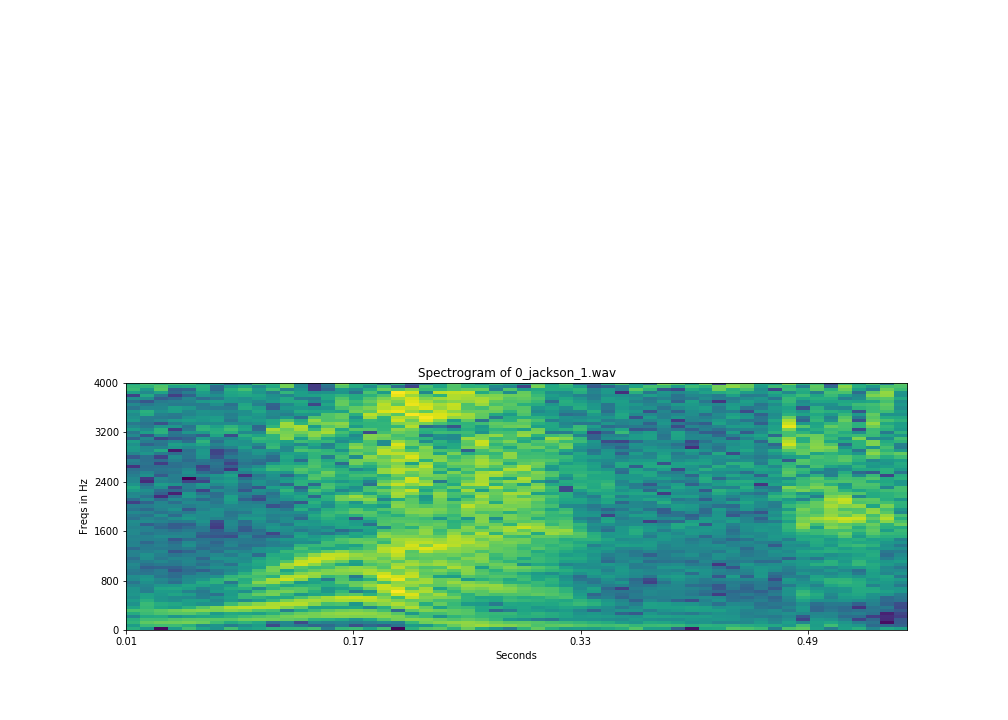 Spectrogram of 0_jackson_1.wav
4000
3200
2400
1600
800
0
Freqs in Hz
0.01 0.17 0.33 0.49
Seconds